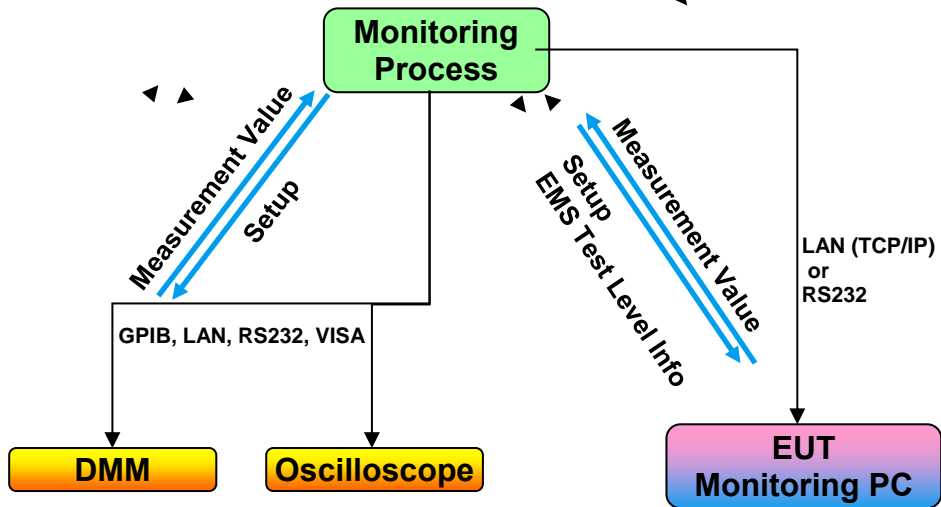 Monitoring
Process
Measurement Value
Setup
Measurement Value
Setup
EMS Test Level Info
LAN (TCP/IP)
or
RS232
GPIB, LAN, RS232, VISA
DMM
Oscilloscope
EUT
Monitoring PC